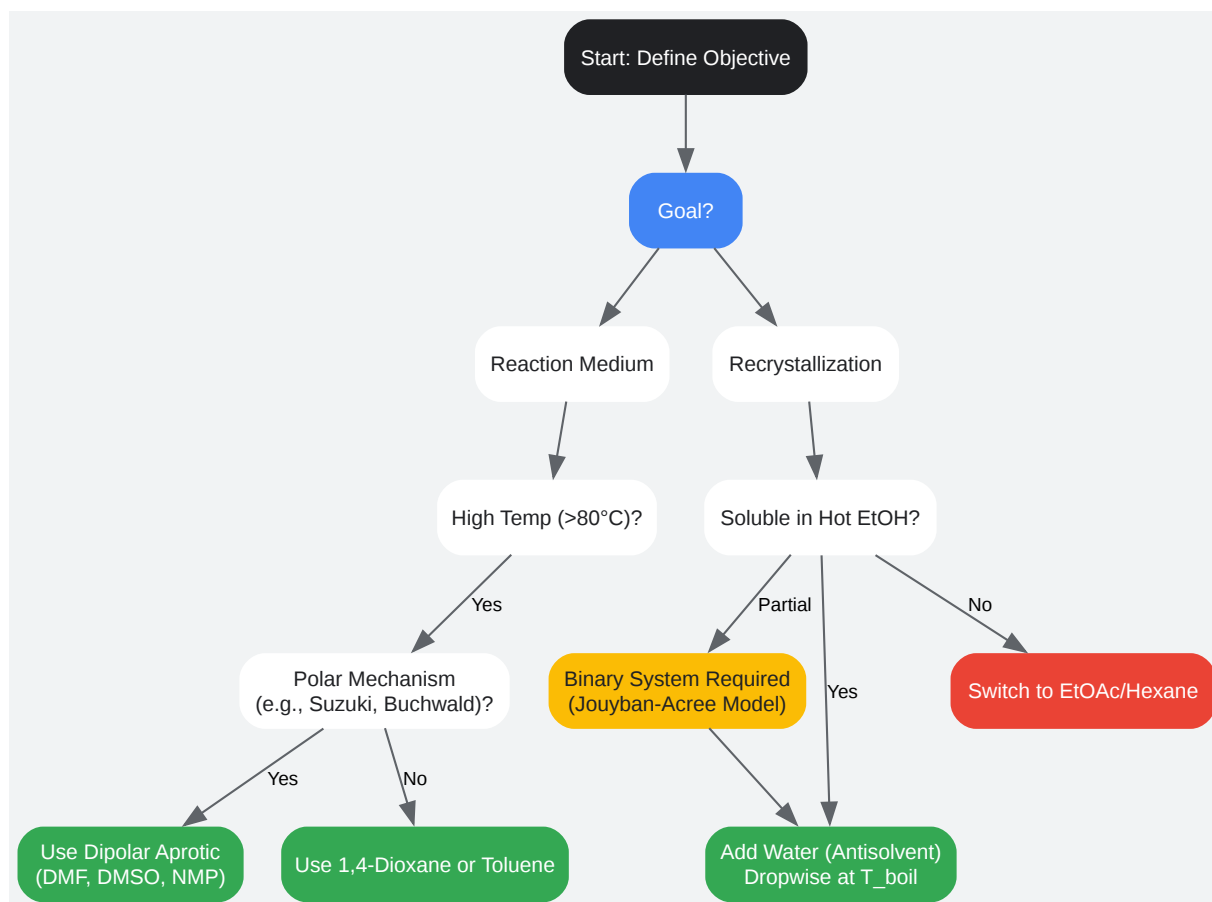 Start: Define Objective
Goal?
Reaction Medium
Recrystallization
High Temp (>80°C)?
Soluble in Hot EtOH?
Yes
Partial
No
Polar Mechanism
(e.g., Suzuki, Buchwald)?
Binary System Required
(Jouyban-Acree Model)
Yes
Switch to EtOAc/Hexane
Yes
No
Use Dipolar Aprotic
(DMF, DMSO, NMP)
Use 1,4-Dioxane or Toluene
Add Water (Antisolvent)
Dropwise at T_boil